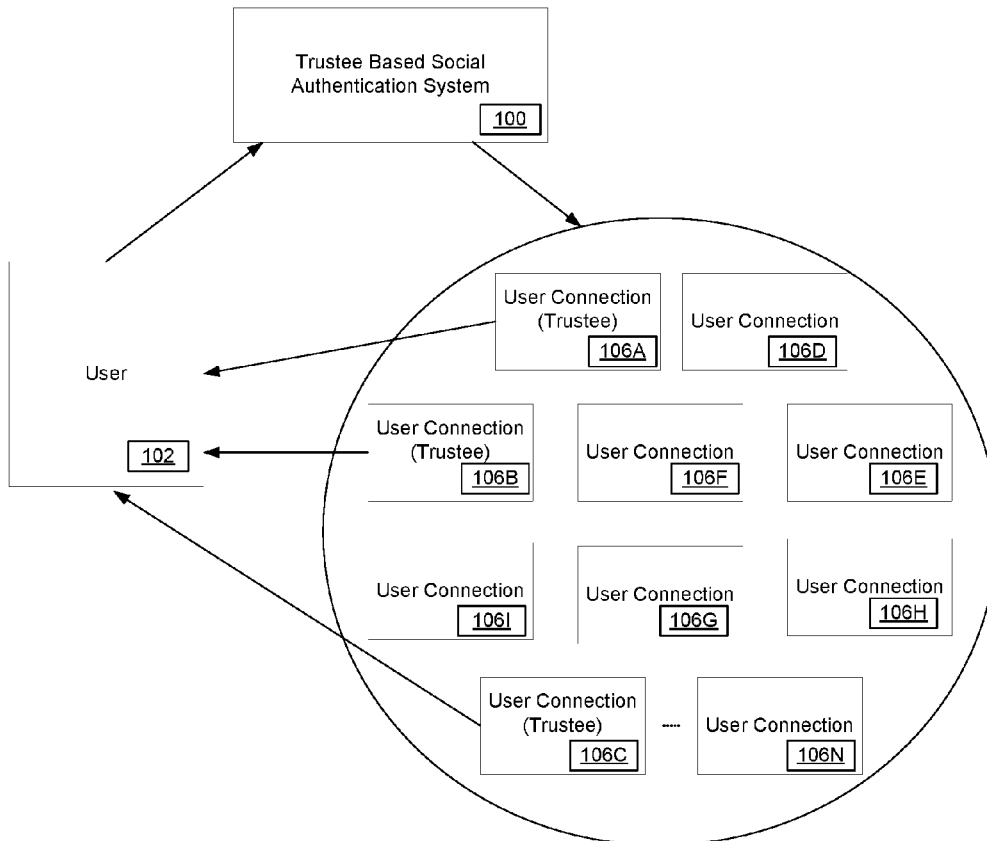 Trustee Based Social
Authentication System
100
User
102
User Connection
(Trustee)
106A
User Connection
106D
User Connection
(Trustee)
106B
User Connection
106F
User Connection
106E
User Connection
106I
User Connection
106G
User Connection
106H
User Connection
(Trustee)
106C
.....
User Connection
106N